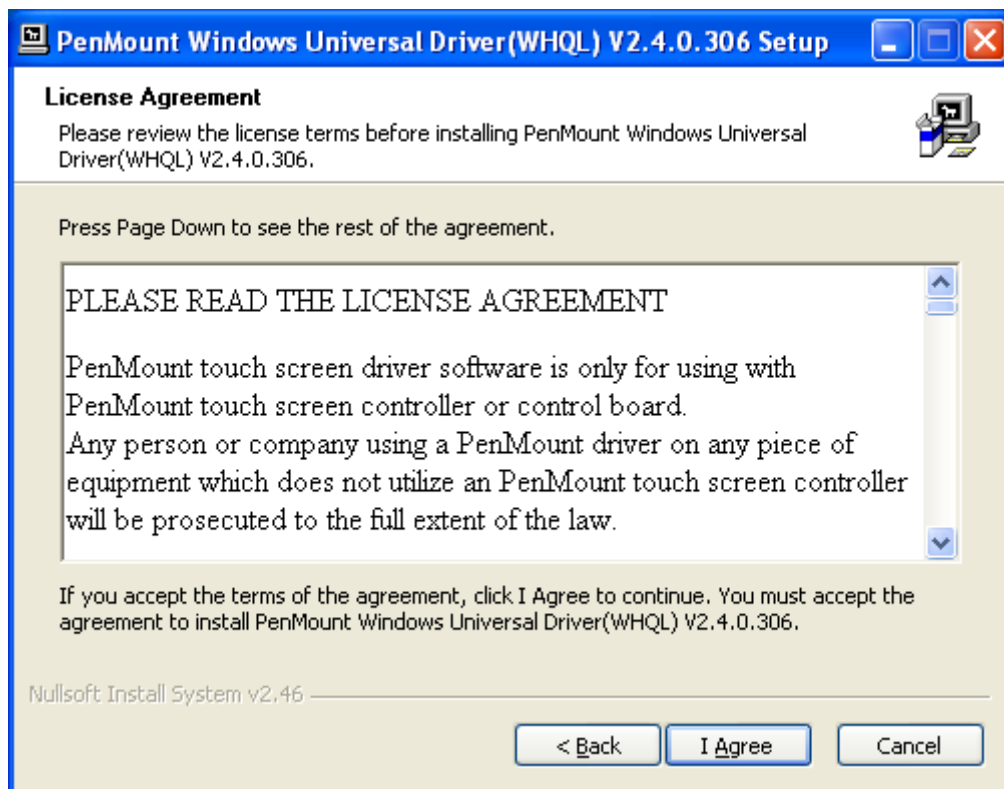 PenMount Windows Universal Driver(WHQL) V2.4.0.306 Setup
License Agreement
Please review the license terms before installing PenMount Windows Universal
Driver(WHQL) V2.4.0.306.
Press Page Down to see the rest of the agreement.
PLEASE READ THE LICENSE AGREEMENT
PenMount touch screen driver software is only for using with
PenMount touch screen controller or control board.
Any person or company using a PenMount driver on any piece of
equipment which does not utilize an PenMount touch screen controller
will be prosecuted to the full extent of the law.
If you accept the terms of the agreement, click I Agree to continue. You must accept the
agreement to install PenMount Windows Universal Driver(WHQL) V2.4.0.306.
Nullsoft Install System v2.46
< Back
I Agree
Cancel